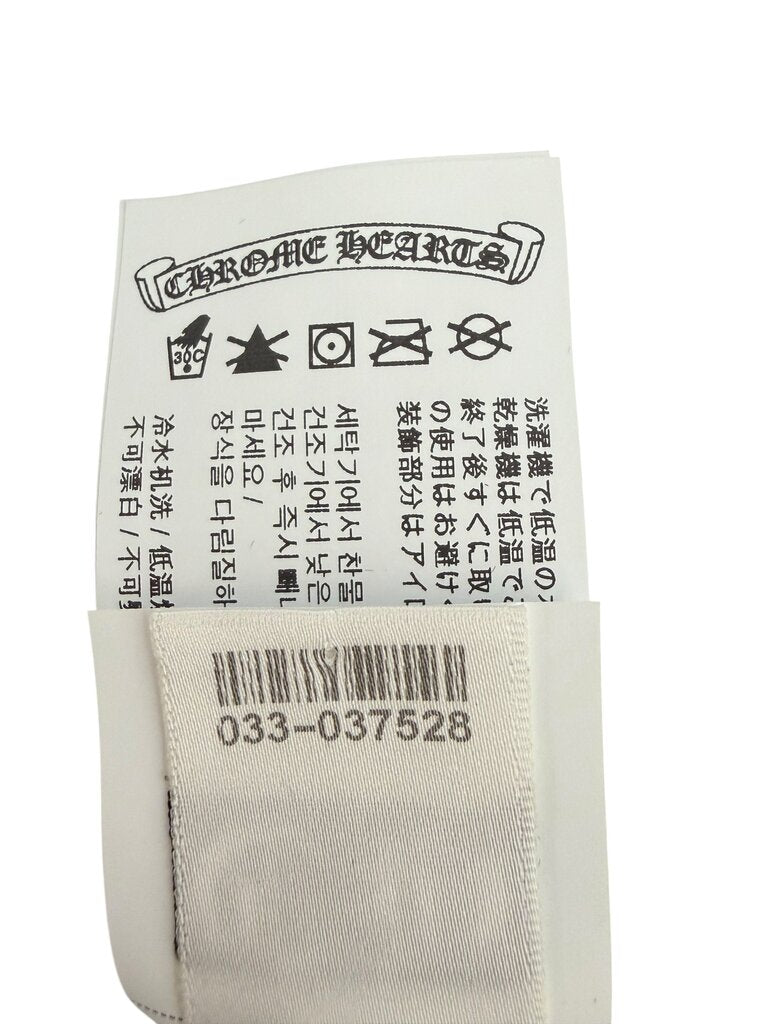 CHROME HEARTS
30C
洗濯機で低温の
乾燥機は低温で
終了後すぐに取
の使用はお避け
装飾部分はアイ
세탁기에서 찬물
건조기에서 낮은
건조 후 즉시 빼
마세요/
장식을 다림질하
冷水机洗 / 低温
不可漂白 / 不可
033-037528